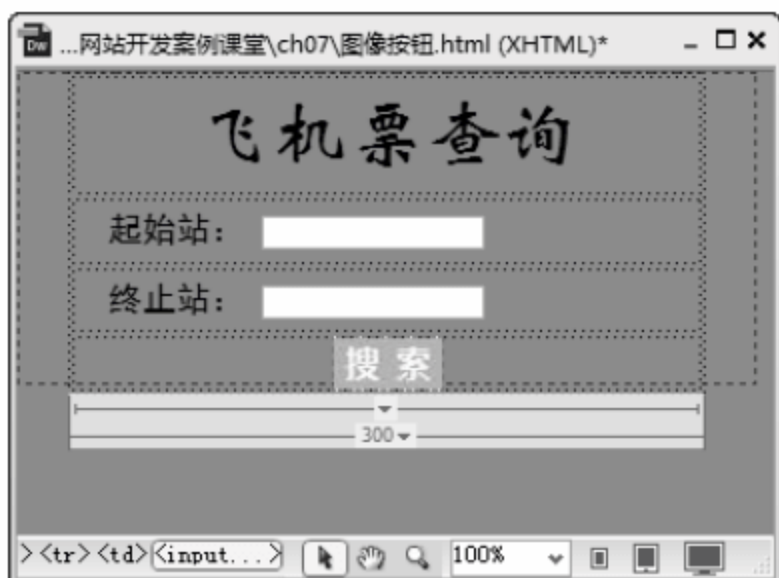 Dw ...网站开发案例课堂\ch07\图像按钮.html (XHTML)*
飞机票查询
起始站：
终止站：
搜 索
300
> <tr> <td> <input...> 100%